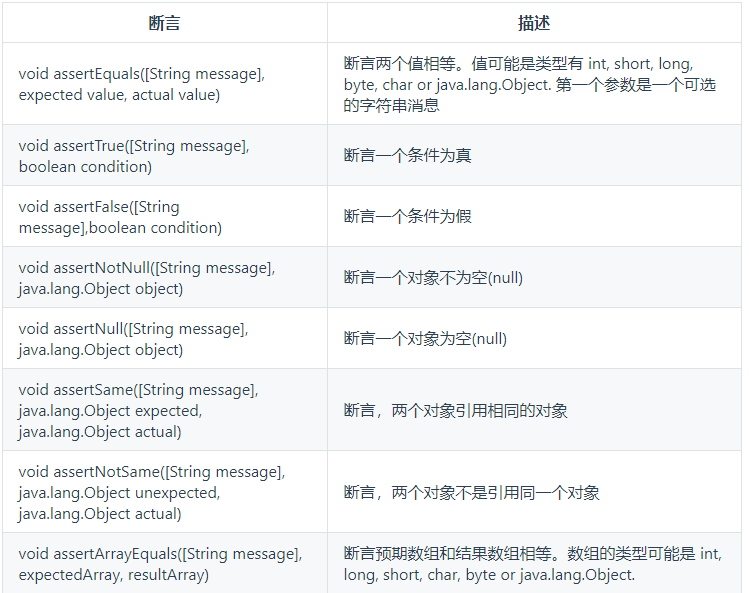 断言
描述
void assertEquals([String message],
expected value, actual value)
断言两个值相等。值可能是类型有 int, short, long,
byte, char or java.lang.Object. 第一个参数是一个可选
的字符串消息
void assertTrue([String message],
boolean condition)
断言一个条件为真
void assertFalse([String
message],boolean condition)
断言一个条件为假
void assertNotNull([String message],
java.lang.Object object)
断言一个对象不为空(null)
void assertNull([String message],
java.lang.Object object)
断言一个对象为空(null)
void assertSame([String message],
java.lang.Object expected,
java.lang.Object actual)
断言，两个对象引用相同的对象
void assertNotSame([String message],
java.lang.Object unexpected,
java.lang.Object actual)
断言，两个对象不是引用同一个对象
void assertArrayEquals([String message],
expectedArray, resultArray)
断言预期数组和结果数组相等。数组的类型可能是 int,
long, short, char, byte or java.lang.Object.